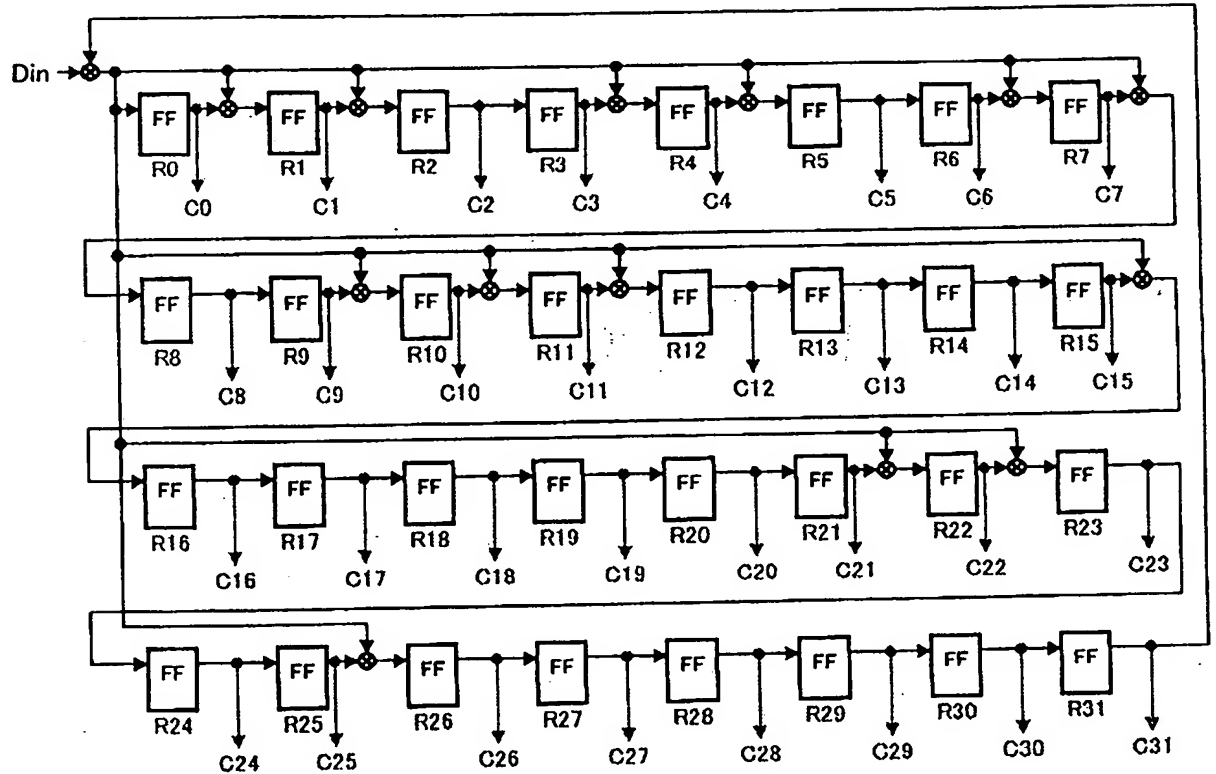 Din
FF FF FF FF FF FF FF FF
R0 R1 R2 R3 R4 R5 R6 R7
C0 C1 C2 C3 C4 C5 C6 C7
FF FF FF FF FF FF FF FF
R8 R9 R10 R11 R12 R13 R14 R15
C8 C9 C10 C11 C12 C13 C14 C15
FF FF FF FF FF FF FF FF
R16 R17 R18 R19 R20 R21 R22 R23
C16 C17 C18 C19 C20 C21 C22 C23
FF FF FF FF FF FF FF FF
R24 R25 R26 R27 R28 R29 R30 R31
C24 C25 C26 C27 C28 C29 C30 C31